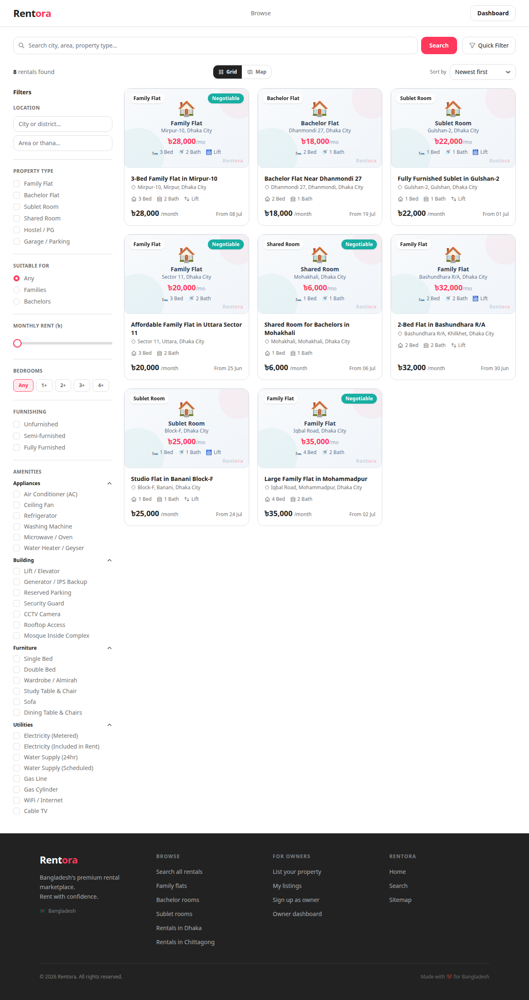 Rentora
Browse
Dashboard
Search city, area, property type...
Search
Quick Filter
8 rentals found
Grid
Map
Sort by
Newest first
Filters
LOCATION
City or district...
Area or thana...
PROPERTY TYPE
Family Flat
Bachelor Flat
Sublet Room
Shared Room
Hostel / PG
Garage / Parking
SUITABLE FOR
Any
Families
Bachelors
MONTHLY RENT (৳)
BEDROOMS
Any
1+
2+
3+
4+
FURNISHING
Unfurnished
Semi-furnished
Fully Furnished
AMENITIES
Appliances
Air Conditioner (AC)
Ceiling Fan
Refrigerator
Washing Machine
Microwave / Oven
Water Heater / Geyser
Building
Lift / Elevator
Generator / IPS Backup
Reserved Parking
Security Guard
CCTV Camera
Rooftop Access
Mosque Inside Complex
Furniture
Single Bed
Double Bed
Wardrobe / Almirah
Study Table & Chair
Sofa
Dining Table & Chairs
Utilities
Electricity (Metered)
Electricity (Included in Rent)
Water Supply (24hr)
Water Supply (Scheduled)
Gas Line
Gas Cylinder
WiFi / Internet
Cable TV
Family Flat
Negotiable
Family Flat
Mirpur-10, Dhaka City
৳28,000/mo
3 Bed 2 Bath Lift
Rentora
3-Bed Family Flat in Mirpur-10
Mirpur-10, Mirpur, Dhaka City
3 Bed 2 Bath Lift
৳28,000 /month
From 08 Jul
Bachelor Flat
Bachelor Flat
Dhanmondi 27, Dhaka City
৳18,000/mo
2 Bed 1 Bath
Rentora
Bachelor Flat Near Dhanmondi 27
Dhanmondi 27, Dhanmondi, Dhaka City
2 Bed 1 Bath
৳18,000 /month
From 19 Jul
Sublet Room
Sublet Room
Gulshan-2, Dhaka City
৳22,000/mo
1 Bed 1 Bath Lift
Rentora
Fully Furnished Sublet in Gulshan-2
Gulshan-2, Gulshan, Dhaka City
1 Bed 1 Bath Lift
৳22,000 /month
From 01 Jul
Family Flat
Negotiable
Family Flat
Sector 11, Dhaka City
৳20,000/mo
3 Bed 2 Bath
Rentora
Affordable Family Flat in Uttara Sector
11
Sector 11, Uttara, Dhaka City
3 Bed 2 Bath
৳20,000 /month
From 25 Jun
Shared Room
Negotiable
Shared Room
Mohakhali, Dhaka City
৳6,000/mo
1 Bed 1 Bath
Rentora
Shared Room for Bachelors in
Mohakhali
Mohakhali, Mohakhali, Dhaka City
1 Bed 1 Bath
৳6,000 /month
From 06 Jul
Family Flat
Family Flat
Bashundhara R/A, Dhaka City
৳32,000/mo
2 Bed 2 Bath Lift
Rentora
2-Bed Flat in Bashundhara R/A
Bashundhara R/A, Khilkhet, Dhaka City
2 Bed 2 Bath Lift
৳32,000 /month
From 30 Jun
Sublet Room
Sublet Room
Block-F, Dhaka City
৳25,000/mo
1 Bed 1 Bath Lift
Rentora
Studio Flat in Banani Block-F
Block-F, Banani, Dhaka City
1 Bed 1 Bath Lift
৳25,000 /month
From 24 Jul
Family Flat
Negotiable
Family Flat
Iqbal Road, Dhaka City
৳35,000/mo
4 Bed 2 Bath
Rentora
Large Family Flat in Mohammadpur
Iqbal Road, Mohammadpur, Dhaka City
4 Bed 2 Bath
৳35,000 /month
From 02 Jul
Rentora
Bangladesh's premium rental
marketplace.
Rent with confidence.
Bangladesh
BROWSE
Search all rentals
Family flats
Bachelor rooms
Sublet rooms
Rentals in Dhaka
Rentals in Chittagong
FOR OWNERS
List your property
My listings
Sign up as owner
Owner dashboard
RENTORA
Home
Search
Sitemap
© 2026 Rentora. All rights reserved.
Made with ❤️ for Bangladesh